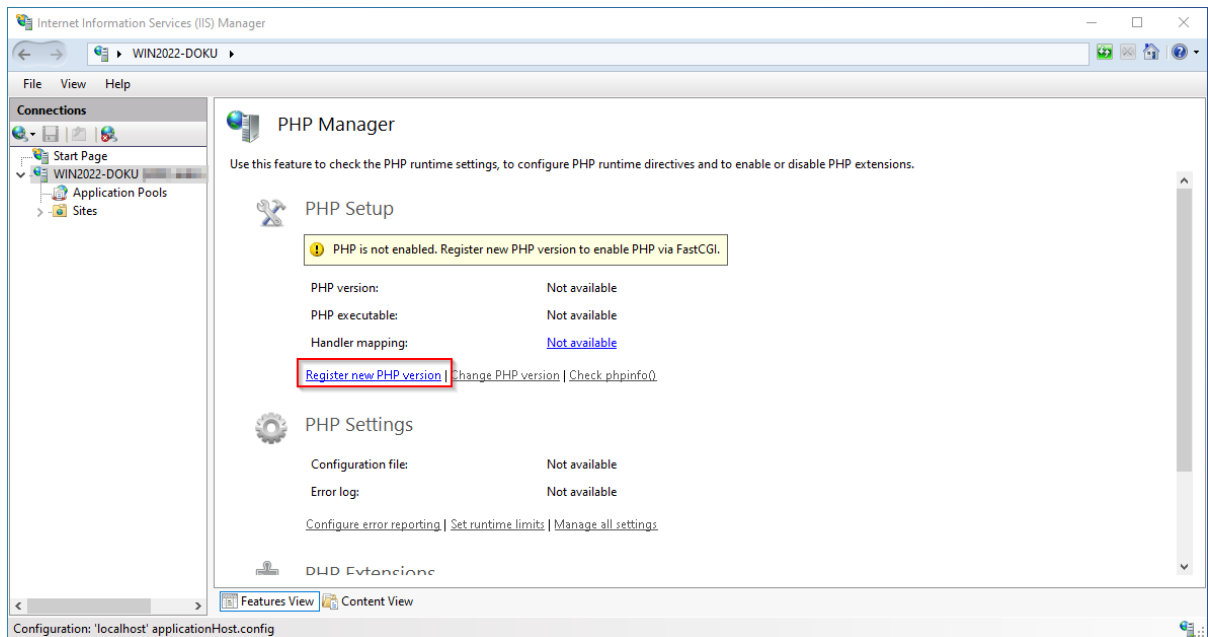 Internet Information Services (IIS) Manager
WIN2022-DOKU
File View Help
Connections
Start Page
WIN2022-DOKU
Application Pools
Sites
PHP Manager
Use this feature to check the PHP runtime settings, to configure PHP runtime directives and to enable or disable PHP extensions.
PHP Setup
PHP is not enabled. Register new PHP version to enable PHP via FastCGI.
PHP version: Not available
PHP executable: Not available
Handler mapping: Not available
Register new PHP version | Change PHP version | Check phpinfo()
PHP Settings
Configuration file: Not available
Error log: Not available
Configure error reporting | Set runtime limits | Manage all settings
PHP Extensions
Features View Content View
Configuration: 'localhost' applicationHost.config